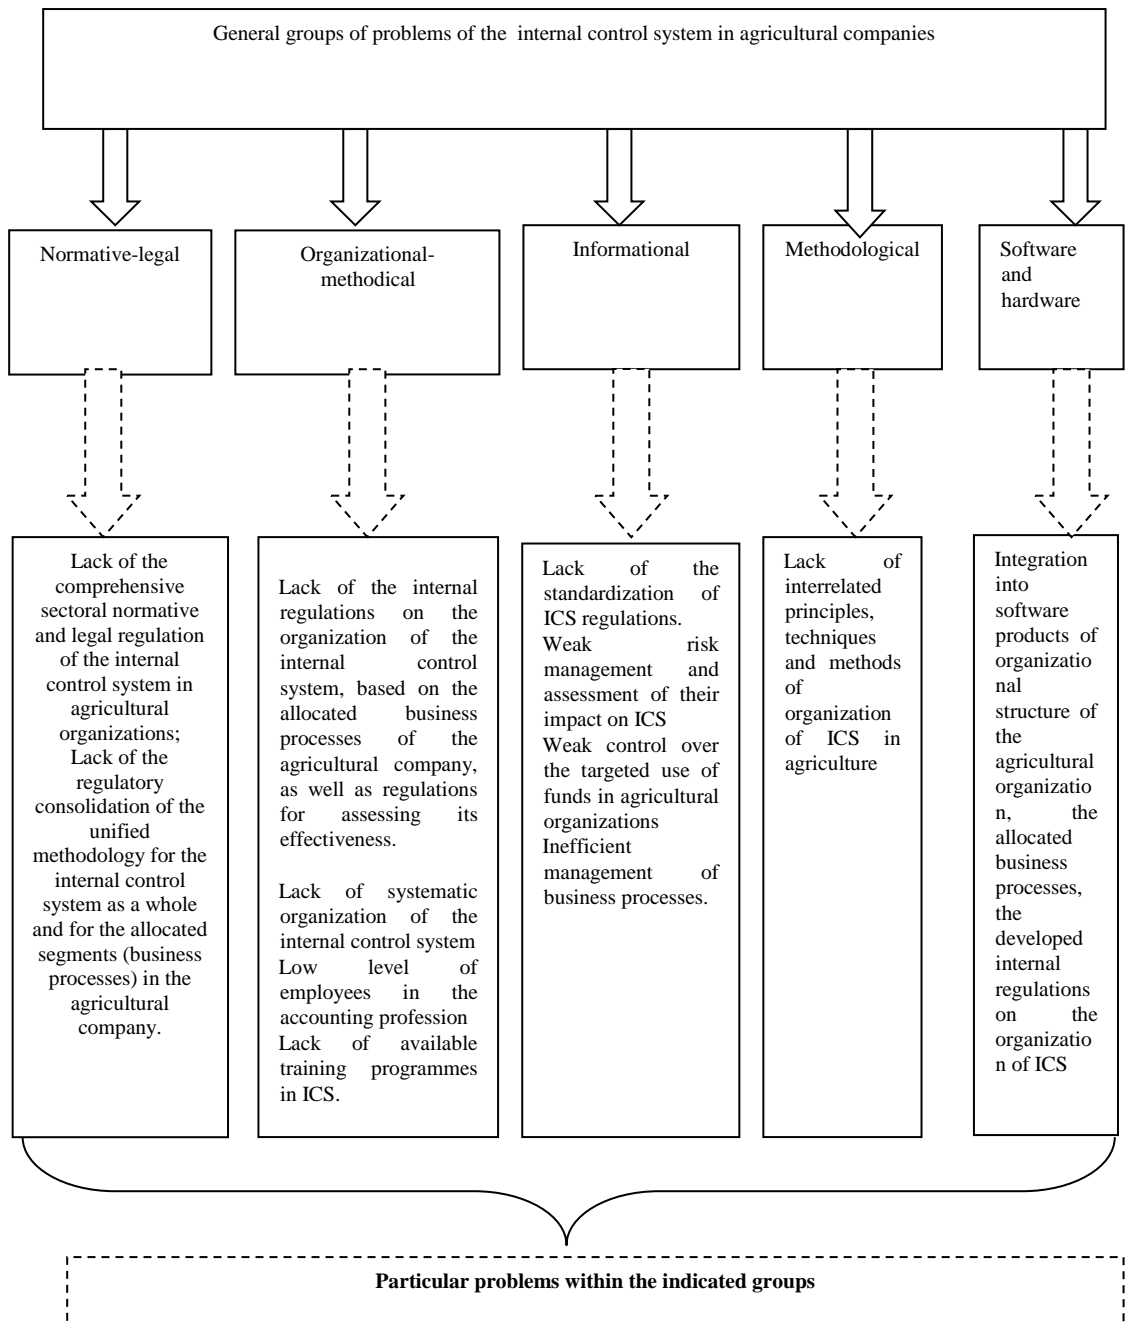 General groups of problems of the internal control system in agricultural companies
Normative-legal
Organizational-
methodical
Informational
Methodological
Software
and
hardware
Lack of the
comprehensive
sectoral normative
and legal regulation
of the internal
control system in
agricultural
organizations;
Lack of the
regulatory
consolidation of the
unified
methodology for the
internal control
system as a whole
and for the allocated
segments (business
processes) in the
agricultural
company.
Lack of the internal
regulations on the
organization of the
internal control
system, based on the
allocated business
processes of the
agricultural company,
as well as regulations
for assessing its
effectiveness.
Lack of systematic
organization of the
internal control system
Low level of
employees in the
accounting profession
Lack of available
training programmes
in ICS.
Lack of the
standardization of
ICS regulations.
Weak risk
management and
assessment of their
impact on ICS
Weak control over
the targeted use of
funds in agricultural
organizations
Inefficient
management of
business processes.
Lack of
interrelated
principles,
techniques
and methods
of
organization
of ICS in
agriculture
Integration
into
software
products of
organizatio
nal
structure of
the
agricultural
organizatio
n, the
allocated
business
processes,
the
developed
internal
regulations
on the
organizatio
n of ICS
Particular problems within the indicated groups